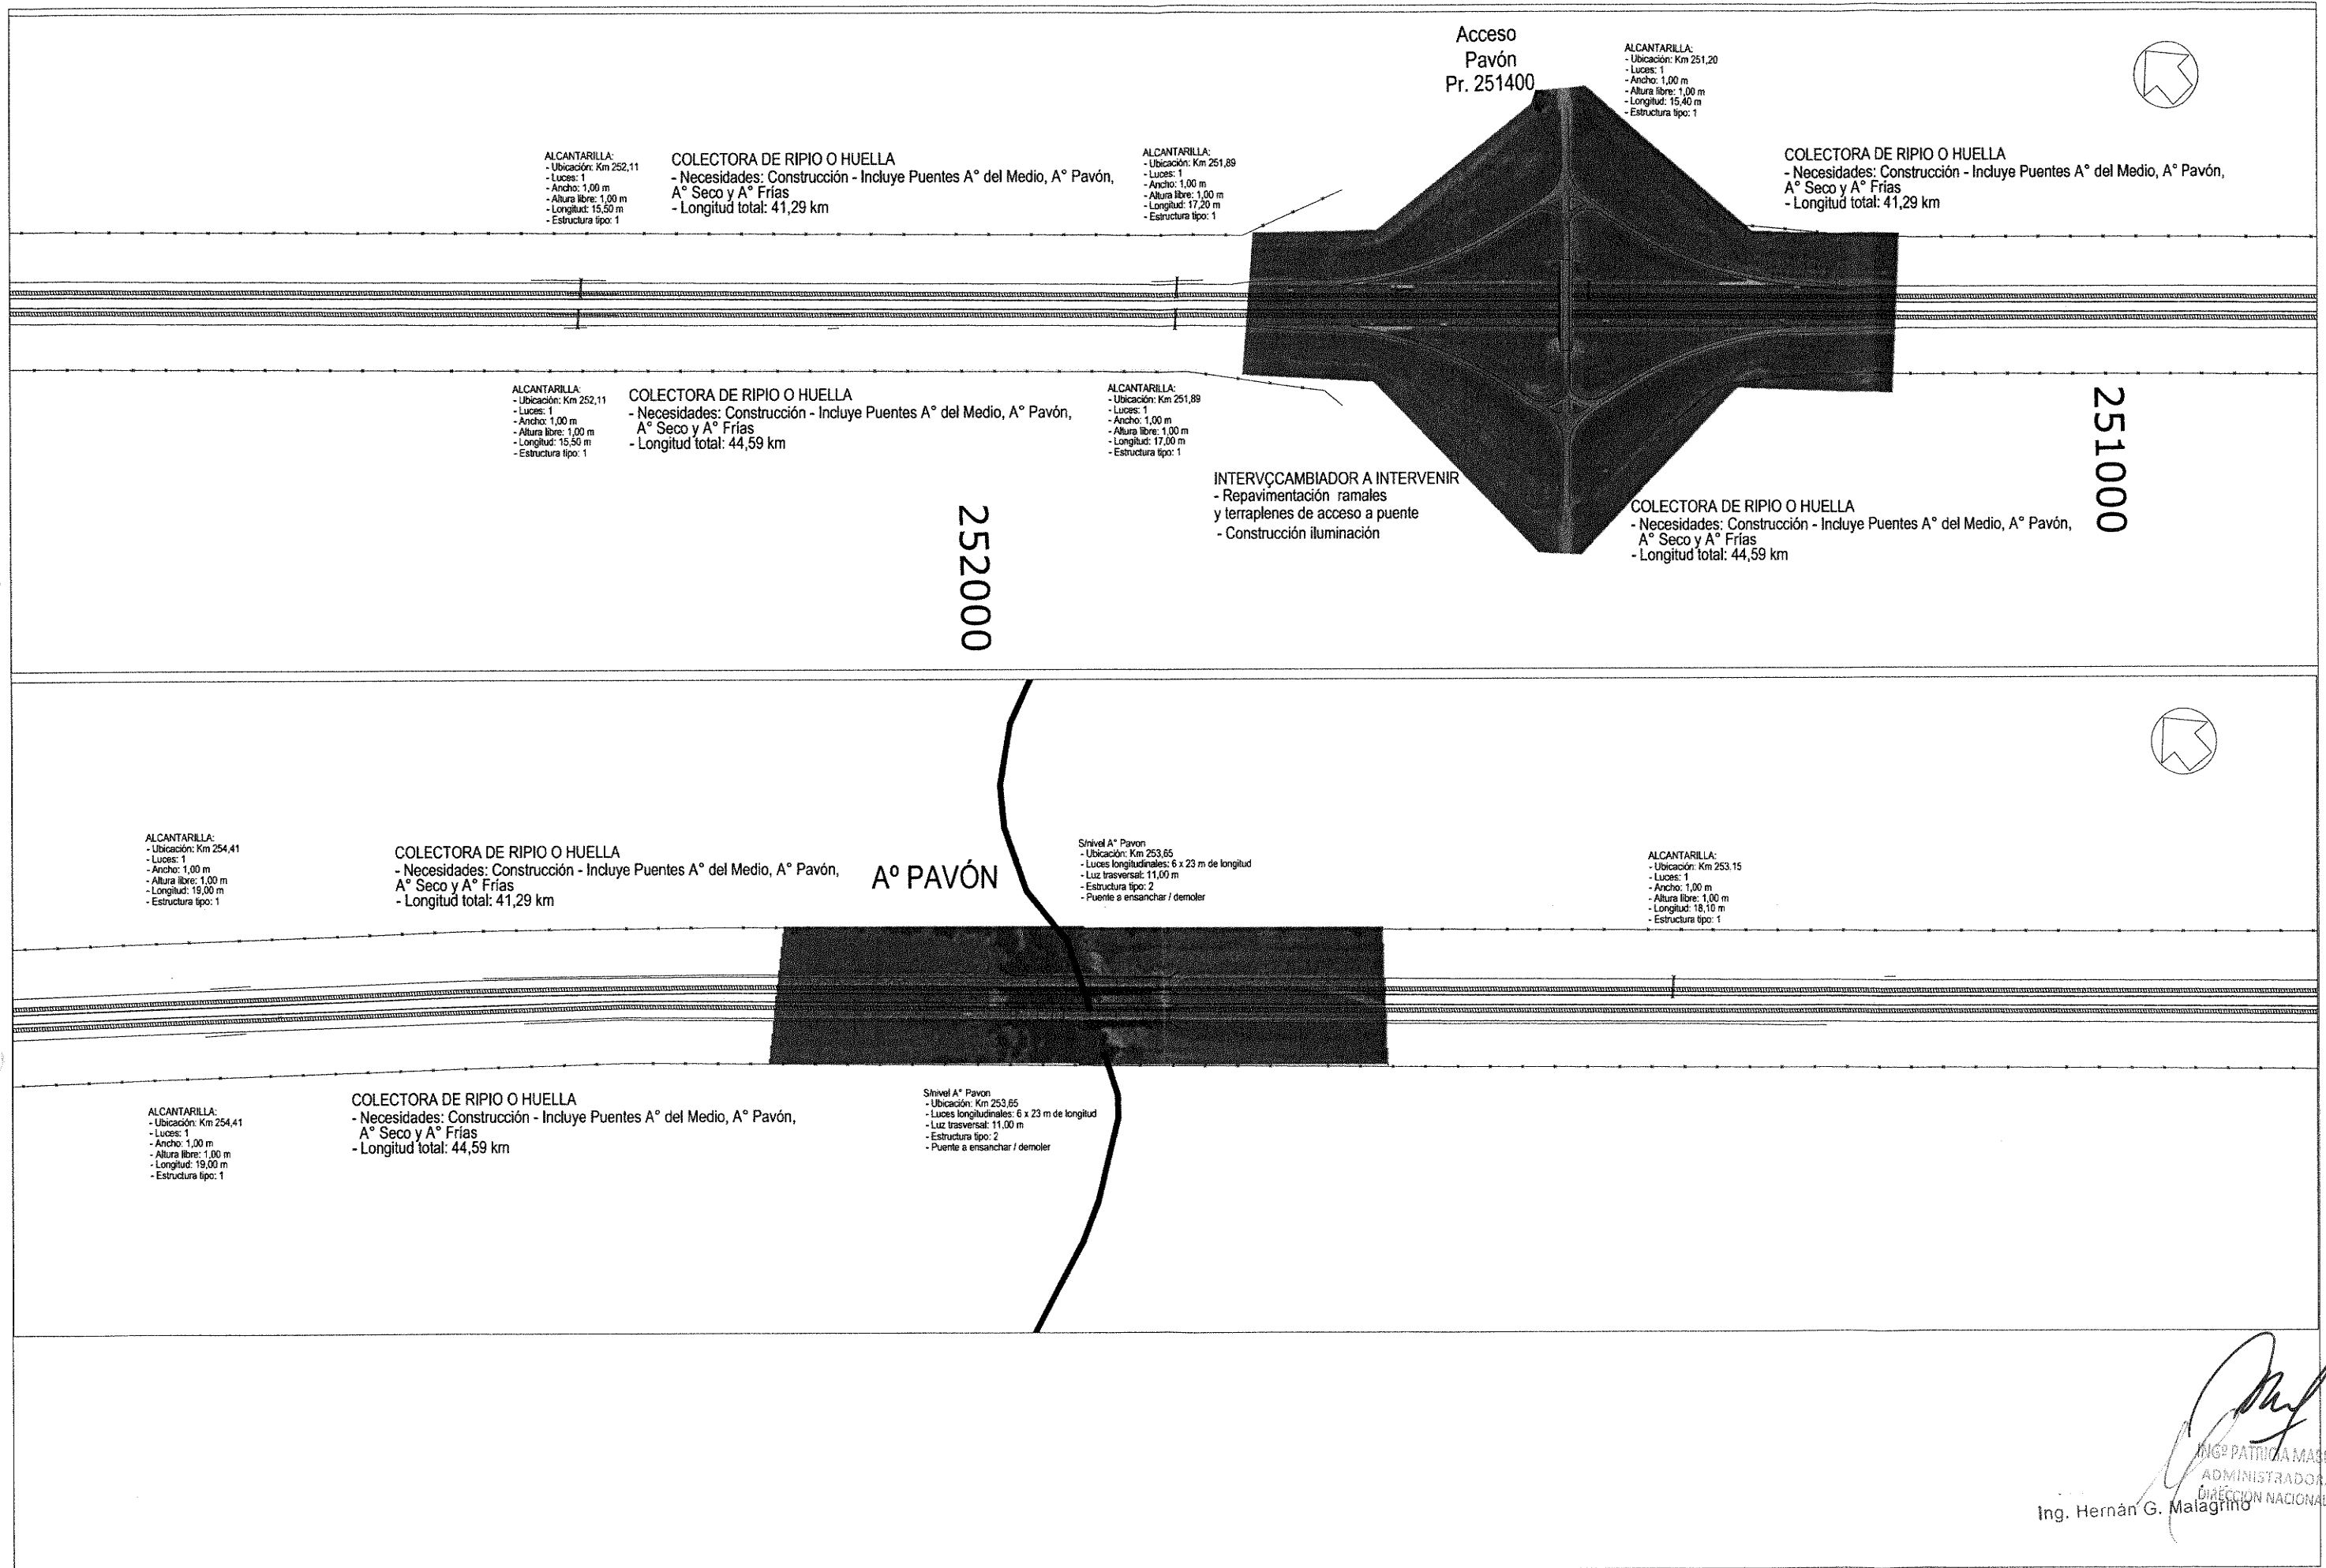 Acceso
Pavón
Pr. 251400
ALCANTARILLA:
- Ubicación: Km 251,20
- Luces: 1
- Ancho: 1,00 m
- Altura libre: 1,00 m
- Longitud: 15,40 m
- Estructura tipo: 1
ALCANTARILLA:
- Ubicación: Km 252,11
- Luces: 1
- Ancho: 1,00 m
- Altura libre: 1,00 m
- Longitud: 15,50 m
- Estructura tipo: 1
COLECTORA DE RIPIO O HUELLA
- Necesidades: Construcción - Incluye Puentes A° del Medio, A° Pavón,
A° Seco y A° Frías
- Longitud total: 41,29 km
ALCANTARILLA:
- Ubicación: Km 251,89
- Luces: 1
- Ancho: 1,00 m
- Altura libre: 1,00 m
- Longitud: 17,20 m
- Estructura tipo: 1
COLECTORA DE RIPIO O HUELLA
- Necesidades: Construcción - Incluye Puentes A° del Medio, A° Pavón,
A° Seco y A° Frías
- Longitud total: 41,29 km
ALCANTARILLA:
- Ubicación: Km 252,11
- Luces: 1
- Ancho: 1,00 m
- Altura libre: 1,00 m
- Longitud: 15,50 m
- Estructura tipo: 1
COLECTORA DE RIPIO O HUELLA
- Necesidades: Construcción - Incluye Puentes A° del Medio, A° Pavón,
A° Seco y A° Frías
- Longitud total: 44,59 km
ALCANTARILLA:
- Ubicación: Km 251,89
- Luces: 1
- Ancho: 1,00 m
- Altura libre: 1,00 m
- Longitud: 17,00 m
- Estructura tipo: 1
INTERVÇCAMBIADOR A INTERVENIR
- Repavimentación ramales
y terraplenes de acceso a puente
- Construcción iluminación
COLECTORA DE RIPIO O HUELLA
- Necesidades: Construcción - Incluye Puentes A° del Medio, A° Pavón,
A° Seco y A° Frías
- Longitud total: 44,59 km
251000
252000
ALCANTARILLA:
- Ubicación: Km 254,41
- Luces: 1
- Ancho: 1,00 m
- Altura libre: 1,00 m
- Longitud: 19,00 m
- Estructura tipo: 1
COLECTORA DE RIPIO O HUELLA
- Necesidades: Construcción - Incluye Puentes A° del Medio, A° Pavón,
A° Seco y A° Frías
- Longitud total: 41,29 km
Aº PAVÓN
S/nivel A° Pavon
- Ubicación: Km 253,65
- Luces longitudinales: 6 x 23 m de longitud
- Luz trasversal: 11,00 m
- Estructura tipo: 2
- Puente a ensanchar / demoler
ALCANTARILLA:
- Ubicación: Km 253,15
- Luces: 1
- Ancho: 1,00 m
- Altura libre: 1,00 m
- Longitud: 18,10 m
- Estructura tipo: 1
ALCANTARILLA:
- Ubicación: Km 254,41
- Luces: 1
- Ancho: 1,00 m
- Altura libre: 1,00 m
- Longitud: 19,00 m
- Estructura tipo: 1
COLECTORA DE RIPIO O HUELLA
- Necesidades: Construcción - Incluye Puentes A° del Medio, A° Pavón,
A° Seco y A° Frías
- Longitud total: 44,59 km
S/nivel A° Pavon
- Ubicación: Km 253,65
- Luces longitudinales: 6 x 23 m de longitud
- Luz trasversal: 11,00 m
- Estructura tipo: 2
- Puente a ensanchar / demoler
INGº PATRICIA
ADMINISTRADORA
DIRECCION NACIONAL
Ing. Hernán G. Malagrino